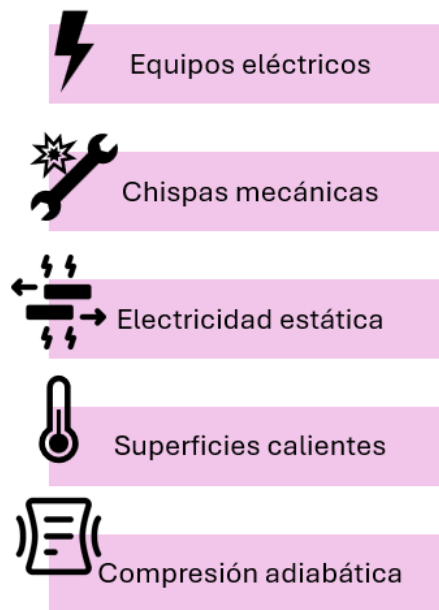 Equipos eléctricos
Chispas mecánicas
Electricidad estática
Superficies calientes
Compresión adiabática